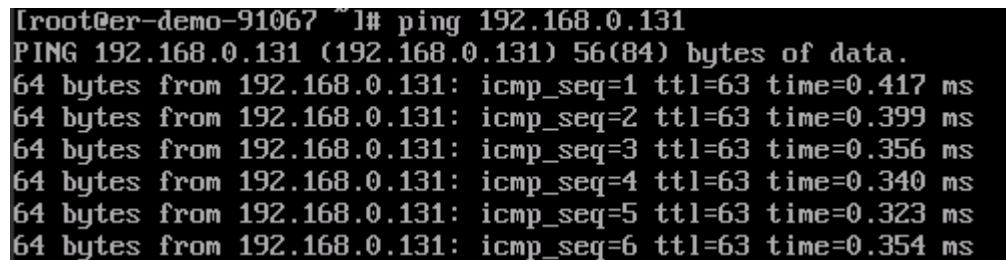 [root@er-demo-91067 ~]# ping 192.168.0.131
PING 192.168.0.131 (192.168.0.131) 56(84) bytes of data.
64 bytes from 192.168.0.131: icmp_seq=1 ttl=63 time=0.417 ms
64 bytes from 192.168.0.131: icmp_seq=2 ttl=63 time=0.399 ms
64 bytes from 192.168.0.131: icmp_seq=3 ttl=63 time=0.356 ms
64 bytes from 192.168.0.131: icmp_seq=4 ttl=63 time=0.340 ms
64 bytes from 192.168.0.131: icmp_seq=5 ttl=63 time=0.323 ms
64 bytes from 192.168.0.131: icmp_seq=6 ttl=63 time=0.354 ms